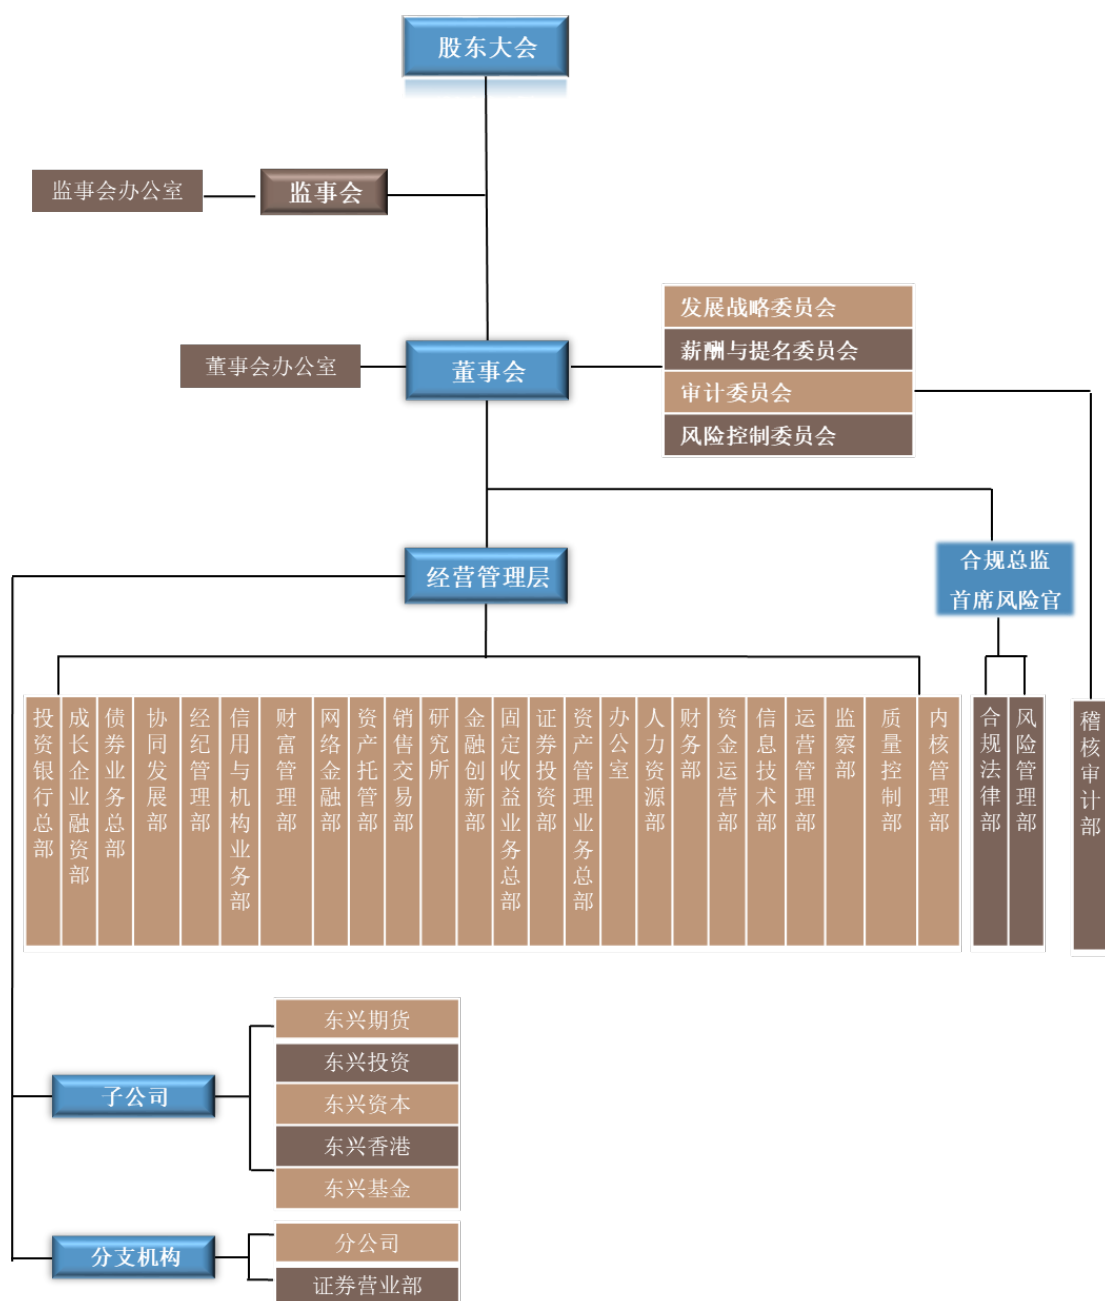 股东大会
监事会办公室
监事会
发展战略委员会
薪酬与提名委员会
审计委员会
风险控制委员会
董事会办公室
董事会
经营管理层
合规总监
首席风险官
投资银行总部
成长企业融资部
债券业务总部
协同发展部
经纪管理部
信用与机构业务部
财富管理部
网络金融部
资产托管部
销售交易部
研究所
金融创新部
固定收益业务总部
证券投资部
资产管理业务总部
办公室
人力资源部
财务部
资金运营部
信息技术部
运营管理部
监察部
质量控制部
内核管理部
合规法律部
风险管理部
稽核审计部
子公司
东兴期货
东兴投资
东兴资本
东兴香港
东兴基金
分支机构
分公司
证券营业部